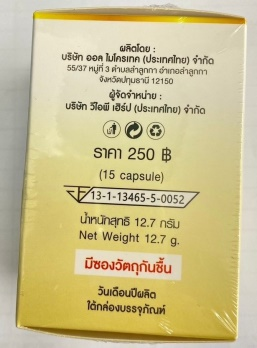 ผลิตโดย :
บริษัท ออล ไมโครเทค (ประเทศไทย) จำกัด
55/37 หมู่ที่ 3 ตำบลลำลูกกา อำเภอลำลูกกา
จังหวัดปทุมธานี 12150
ผู้จัดจำหน่าย :
บริษัท วีไอพี เฮิร์ป (ประเทศไทย) จำกัด
ราคา 250 ฿
(15 capsule)
13-1-13465-5-0052
น้ำหนักสุทธิ 12.7 กรัม
Net Weight 12.7 g.
มีซองวัตถุกันชื้น
วันเดือนปีผลิต
ใต้กล่องบรรจุภัณฑ์